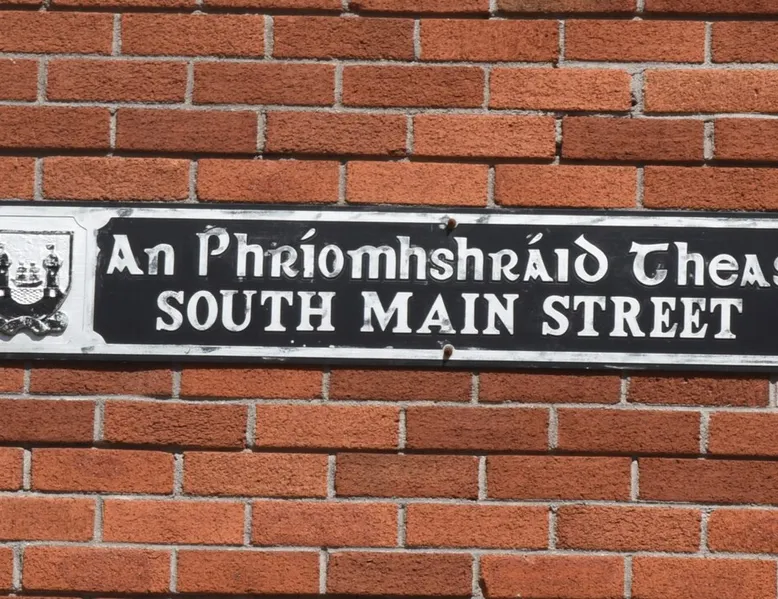 An Phríomhshráid Theas
SOUTH MAIN STREET